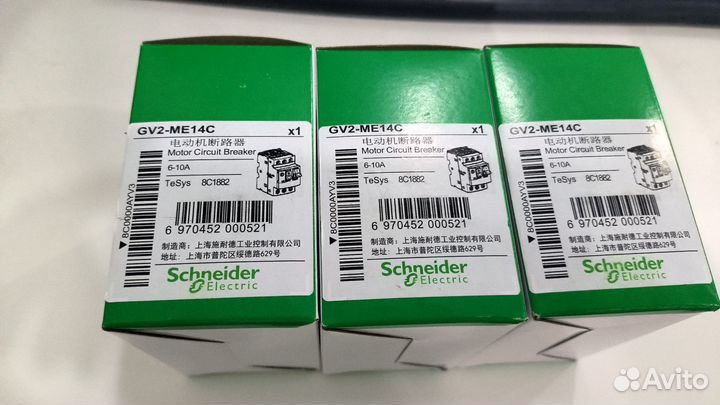 GV2-ME14C x1
电动机断路器
Motor Circuit Breaker
6-10A
TeSys 8C1882
▼8C0000AYV3
6 970452 000521
制造商：上海施耐德工业控制有限公司
地址：上海市普陀区绥德路629号
Schneider
Electric
GV2-ME14C x1
电动机断路器
Motor Circuit Breaker
6-10A
TeSys 8C1882
▼8C0000AYV3
6 970452 000521
制造商：上海施耐德工业控制有限公司
地址：上海市普陀区绥德路629号
Schneider
Electric
GV2-ME14C x1
电动机断路器
Motor Circuit Breaker
6-10A
TeSys 8C1882
▼8C0000AYV3
6 970452 000521
制造商：上海施耐德工业控制有限公司
地址：上海市普陀区绥德路629号
Schneider
Electric
Avito